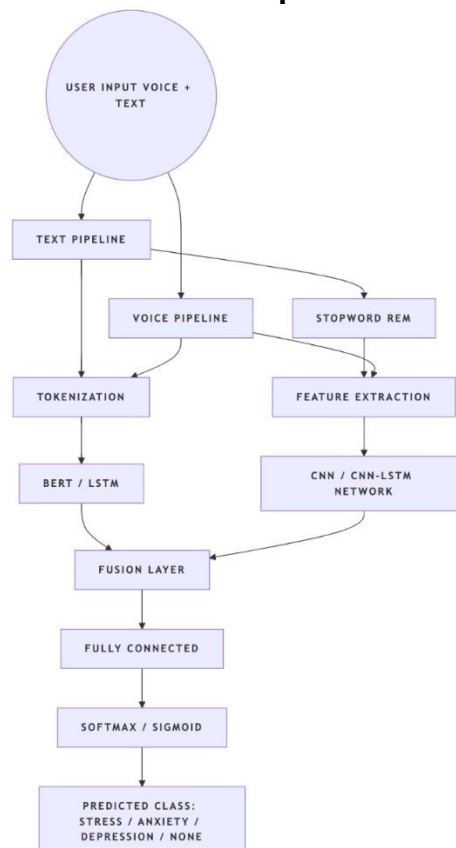 USER INPUT VOICE +
TEXT
TEXT PIPELINE
VOICE PIPELINE
STOPWORD REM
TOKENIZATION
FEATURE EXTRACTION
BERT / LSTM
CNN / CNN-LSTM
NETWORK
FUSION LAYER
FULLY CONNECTED
SOFTMAX / SIGMOID
PREDICTED CLASS:
STRESS / ANXIETY /
DEPRESSION / NONE